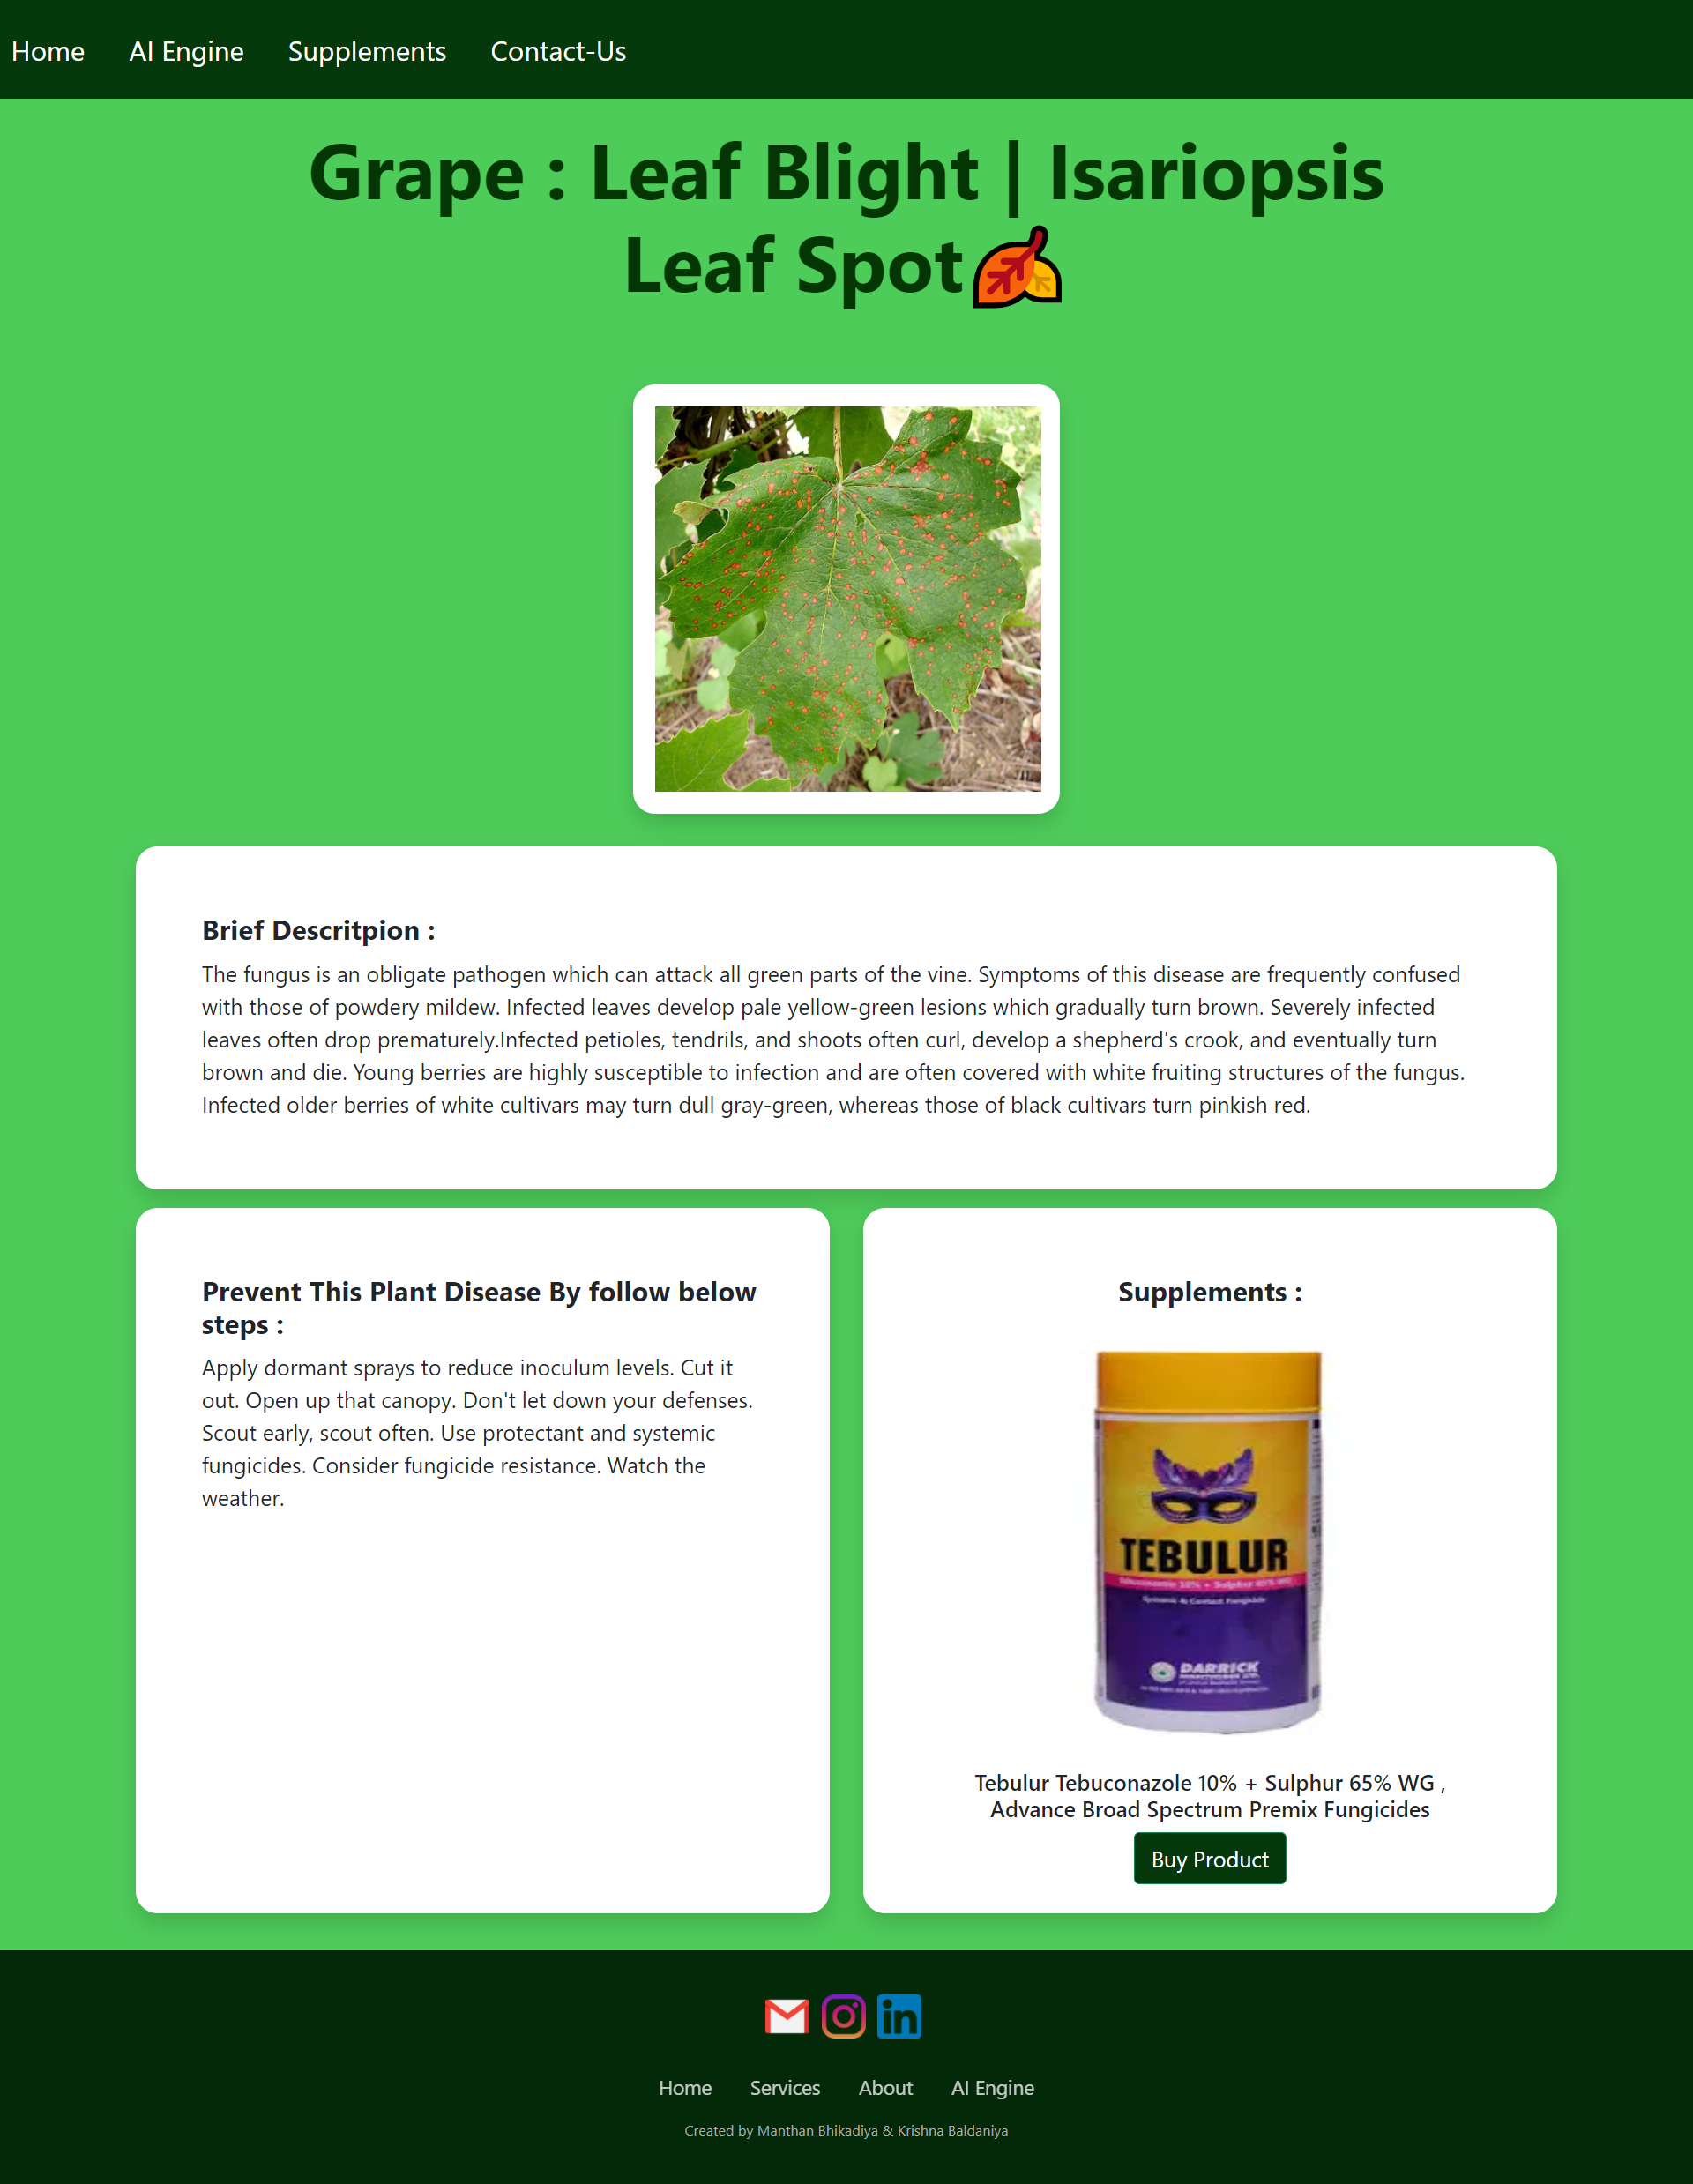 Home AI Engine Supplements Contact-Us
Grape : Leaf Blight | Isariopsis
Leaf Spot
Brief Descritpion :
The fungus is an obligate pathogen which can attack all green parts of the vine. Symptoms of this disease are frequently confused
with those of powdery mildew. Infected leaves develop pale yellow-green lesions which gradually turn brown. Severely infected
leaves often drop prematurely.Infected petioles, tendrils, and shoots often curl, develop a shepherd's crook, and eventually turn
brown and die. Young berries are highly susceptible to infection and are often covered with white fruiting structures of the fungus.
Infected older berries of white cultivars may turn dull gray-green, whereas those of black cultivars turn pinkish red.
Prevent This Plant Disease By follow below
steps :
Apply dormant sprays to reduce inoculum levels. Cut it
out. Open up that canopy. Don't let down your defenses.
Scout early, scout often. Use protectant and systemic
fungicides. Consider fungicide resistance. Watch the
weather.
Supplements :
TEBULUR
Systemic & Contact Fungicide
DARRICK
Tebulur Tebuconazole 10% + Sulphur 65% WG ,
Advance Broad Spectrum Premix Fungicides
Buy Product
Home Services About AI Engine
Created by Manthan Bhikadiya & Krishna Baldaniya